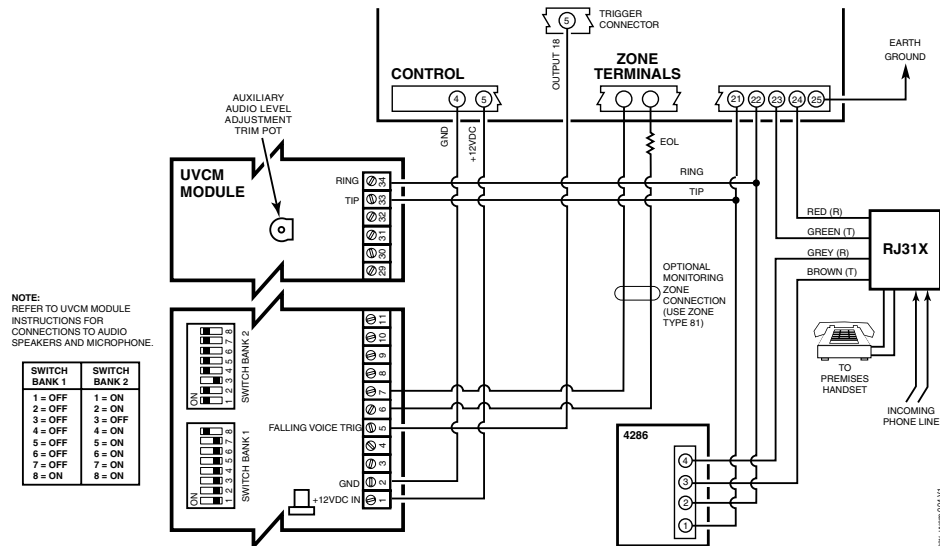 5
TRIGGER
CONNECTOR
OUTPUT 18
EARTH
GROUND
CONTROL
ZONE
TERMINALS
4
5
21
22
23
24
25
AUXILIARY
AUDIO LEVEL
ADJUSTMENT
TRIM POT
GND
+12VDC
EOL
UVCM
MODULE
RING
34
TIP
33
32
31
30
29
RING
TIP
RED (R)
GREEN (T)
GREY (R)
BROWN (T)
RJ31X
OPTIONAL
MONITORING
ZONE
CONNECTION
(USE ZONE
TYPE 81)
TO
PREMISES
HANDSET
INCOMING
PHONE LINE
NOTE:
REFER TO UVCM MODULE
INSTRUCTIONS FOR
CONNECTIONS TO AUDIO
SPEAKERS AND MICROPHONE.
SWITCH BANK 1
SWITCH BANK 2
1 = OFF 1 = ON
2 = OFF 2 = ON
3 = OFF 3 = OFF
4 = OFF 4 = ON
5 = OFF 5 = ON
6 = OFF 6 = ON
7 = OFF 7 = ON
8 = ON 8 = ON
ON
1 2 3 4 5 6 7 8
SWITCH BANK 2
ON
1 2 3 4 5 6 7 8
SWITCH BANK 1
11
10
9
8
7
6
FALLING VOICE TRIG
5
4
3
GND
2
+12VDC IN
1
4286
4
3
2
1